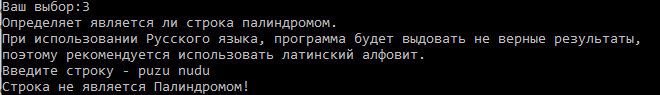 Ваш выбор:3
Определяет является ли строка палиндромом.
При использовании Русского языка, программа будет выдовать не верные результаты,
поэтому рекомендуется использовать латинский алфовит.
Введите строку - puzu nudu
Строка не является Палиндромом!